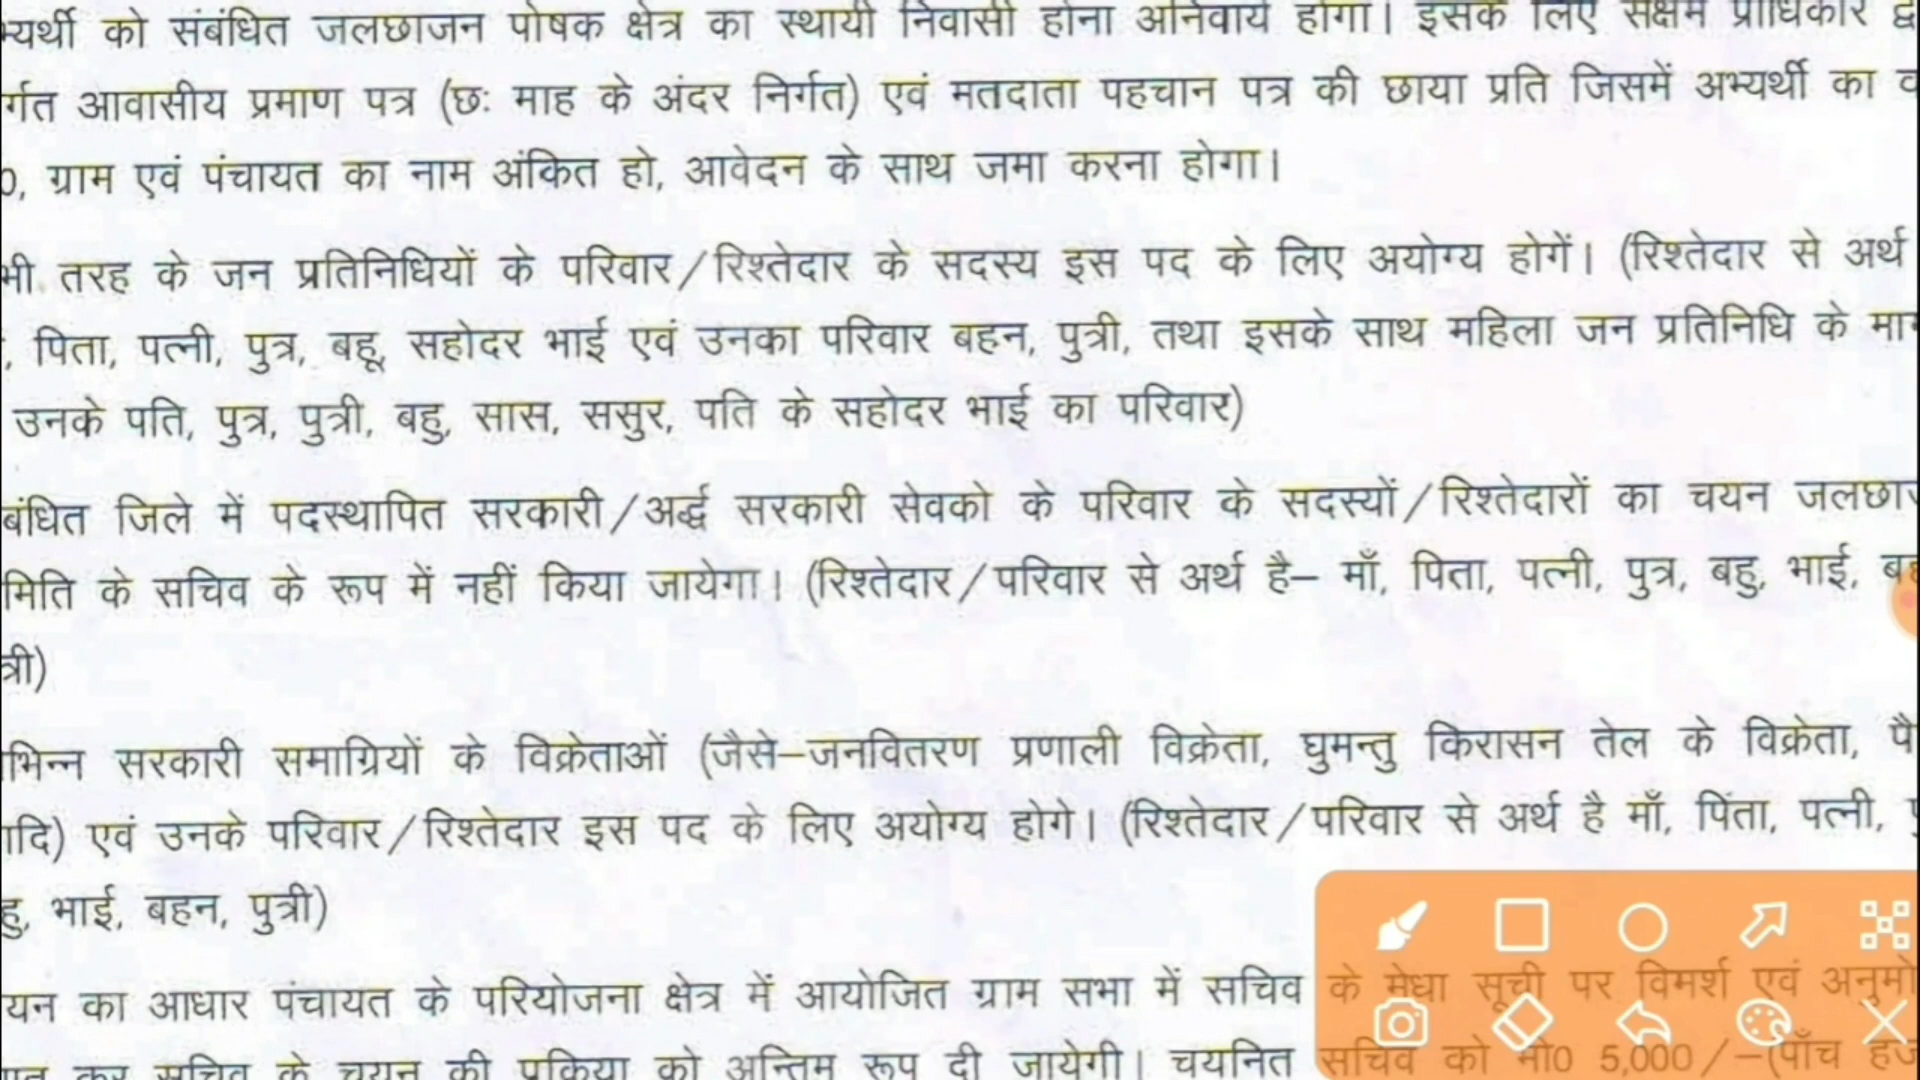 को संबंधित जलछाजन पोषक क्षेत्र का स्थायी निवासी होना अनिवार्य होगा। इसके लिए सक्षम प्राधिकार
आवासीय प्रमाण पत्र (छः माह के अंदर निर्गत) एवं मतदाता पहचान पत्र की छाया प्रति जिसमें अभ्यर्थी का
0, ग्राम एवं पंचायत का नाम अंकित हो, आवेदन के साथ जमा करना होगा।
भी तरह के जन प्रतिनिधियों के परिवार/रिश्तेदार के सदस्य इस पद के लिए अयोग्य होगें। (रिश्तेदार से अर्थ
, पिता, पत्नी, पुत्र, बहू, सहोदर भाई एवं उनका परिवार बहन, पुत्री, तथा इसके साथ महिला जन प्रतिनिधि के
उनके पति, पुत्र, पुत्री, बहु, सास, ससुर, पति के सहोदर भाई का परिवार)
बंधित जिले में पदस्थापित सरकारी/अर्द्ध सरकारी सेवको के परिवार के सदस्यों/रिश्तेदारों का चयन
मिति के सचिव के रूप में नहीं किया जायेगा। (रिश्तेदार/परिवार से अर्थ है– माँ, पिता, पत्नी, पुत्र, बहु, भाई,
त्री)
भिन्न सरकारी समाग्रियों के विक्रेताओं (जैसे–जनवितरण प्रणाली विक्रेता, घुमन्तु किरासन तेल के विक्रेता,
ादि) एवं उनके परिवार/रिश्तेदार इस पद के लिए अयोग्य होगे। (रिश्तेदार/परिवार से अर्थ है माँ, पिता, पत्नी,
हु, भाई, बहन, पुत्री)
यन का आधार पंचायत के परियोजना क्षेत्र में आयोजित ग्राम सभा में सचिव के मेधा सूची पर विमर्श एवं
कर सचिव के चयन की प्रक्रिया को अन्तिम रूप दी जायेगी। चयनित सचिव को मो0 5,000/–(पाँच